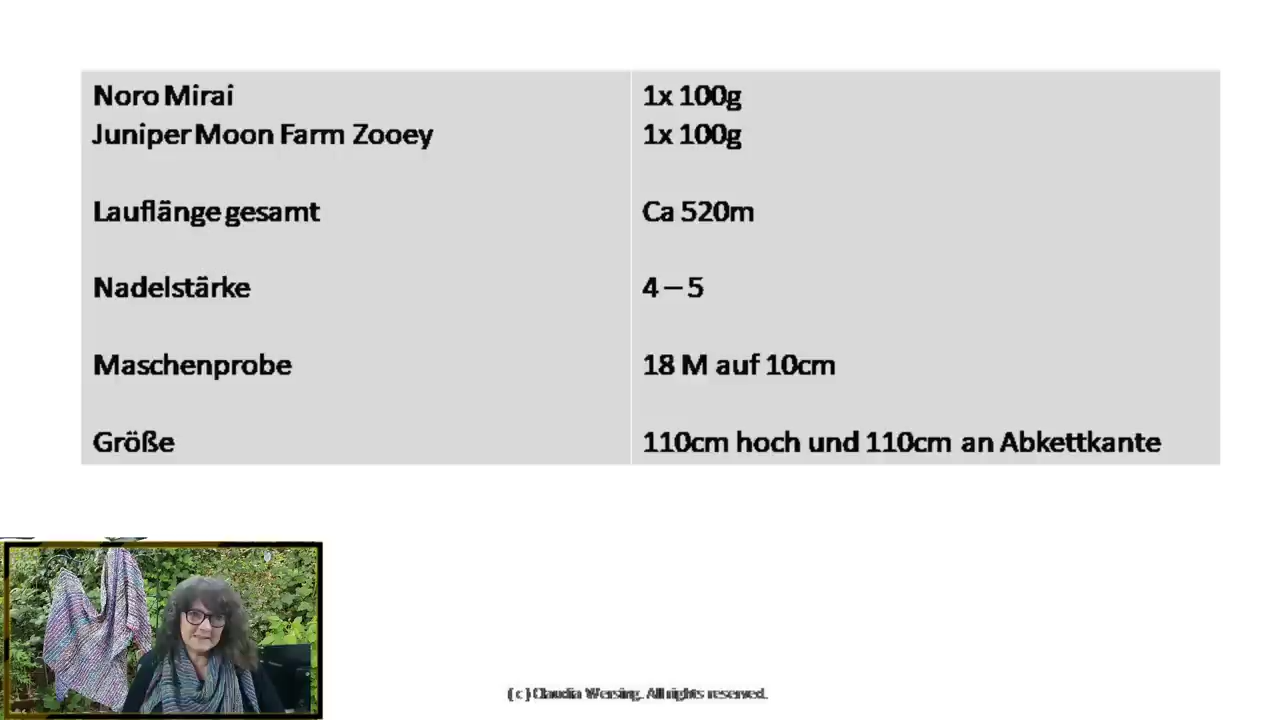 Noro Mirai 1x 100g
Juniper Moon Farm Zooey 1x 100g
Lauflänge gesamt Ca 520m
Nadelstärke 4 – 5
Maschenprobe 18 M auf 10cm
Größe 110cm hoch und 110cm an Abkettkante
(c) Claudia Wersing. All rights reserved.